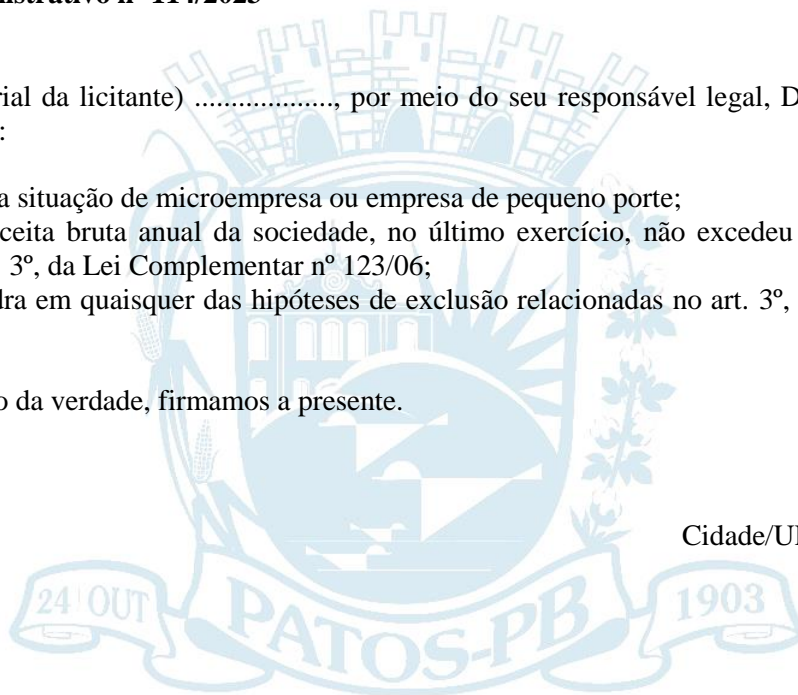 nistrativo nº 114/2023
rial da licitante) ..................., por meio do seu responsável legal, D
:
a situação de microempresa ou empresa de pequeno porte;
ceita bruta anual da sociedade, no último exercício, não excedeu
3º, da Lei Complementar nº 123/06;
dra em quaisquer das hipóteses de exclusão relacionadas no art. 3º,
o da verdade, firmamos a presente.
Cidade/U
24 OUT
PATOS-PB
1903